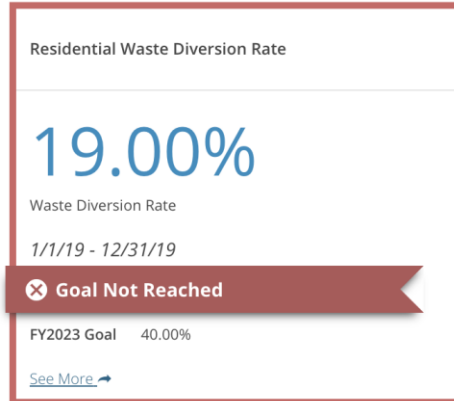 Residential Waste Diversion Rate
19.00%
Waste Diversion Rate
1/1/19 - 12/31/19
Goal Not Reached
FY2023 Goal 40.00%
See More